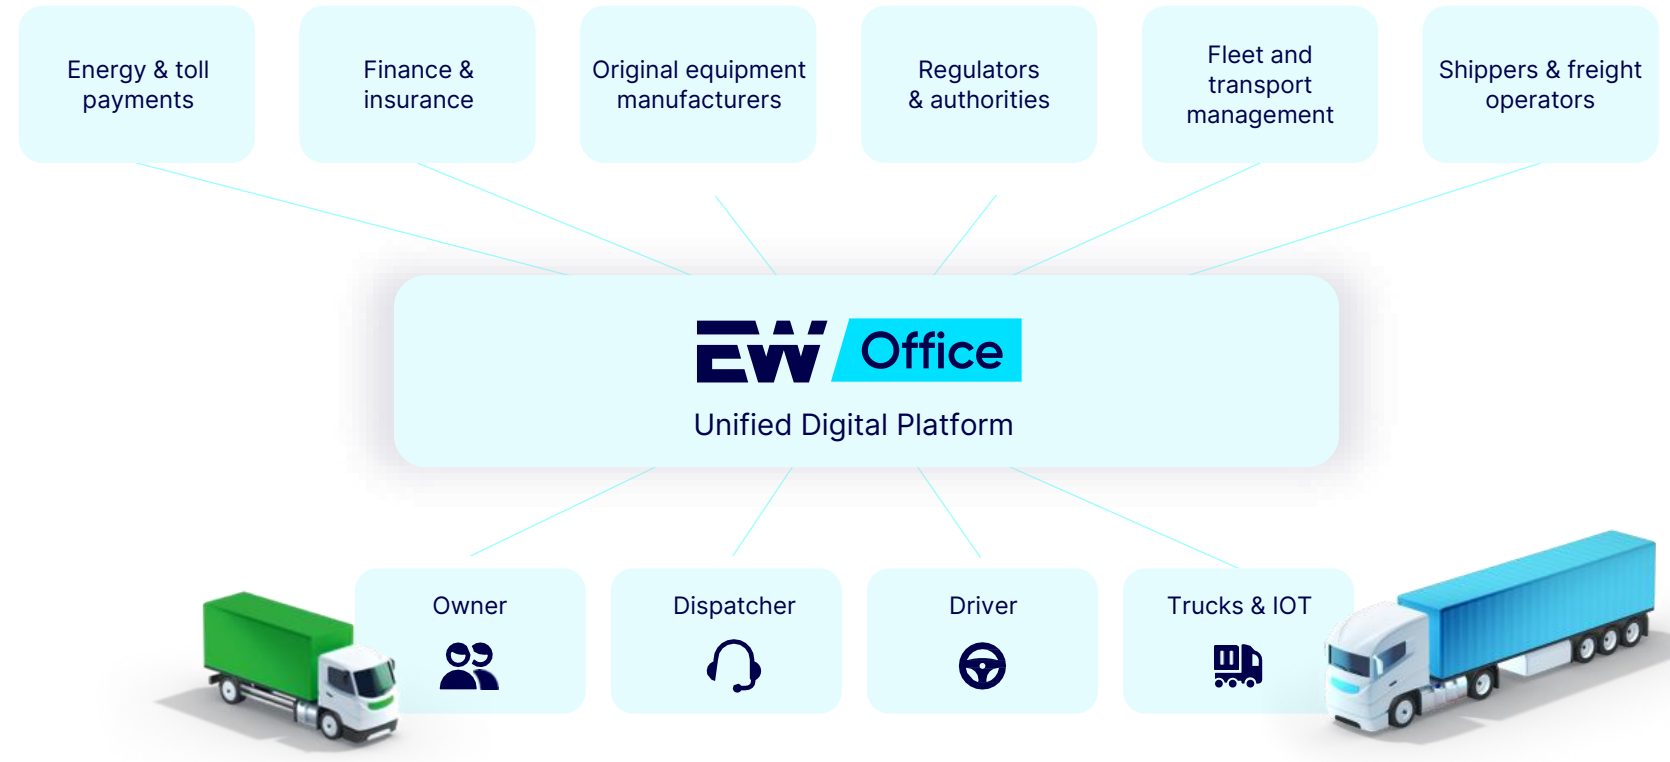 Energy & toll
payments
Finance &
insurance
Original equipment
manufacturers
Regulators
& authorities
Fleet and
transport
management
Shippers & freight
operators
EW Office
Unified Digital Platform
Owner
Dispatcher
Driver
Trucks & IOT